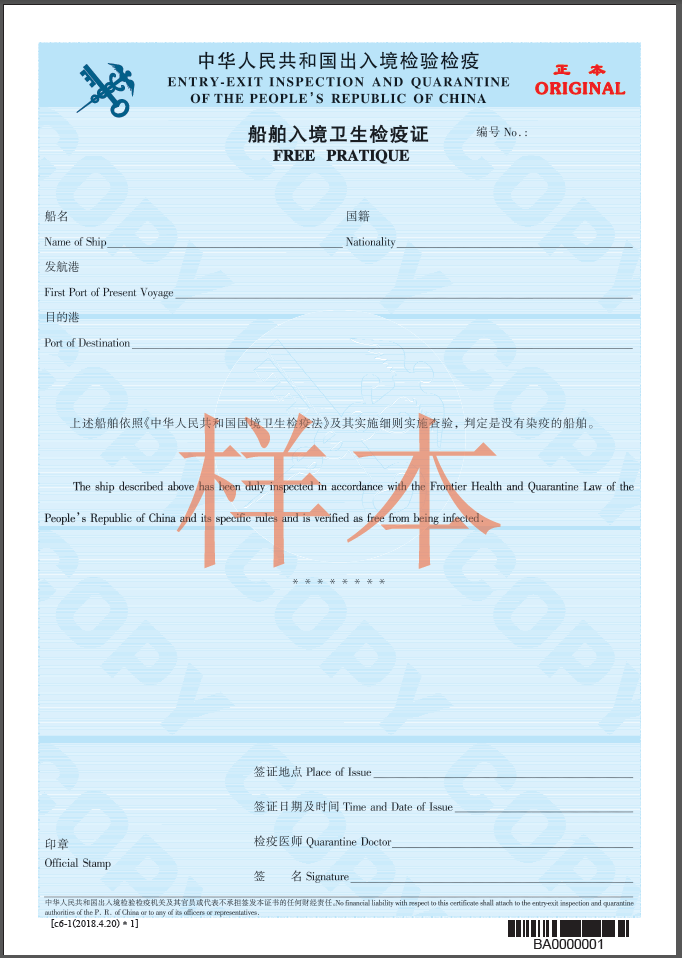 中华人民共和国出入境检验检疫
ENTRY-EXIT INSPECTION AND QUARANTINE
OF THE PEOPLE'S REPUBLIC OF CHINA
正 本
ORIGINAL
船舶入境卫生检疫证
FREE PRATIQUE
编号 No.:
船名
国籍
Name of Ship
Nationality
发航港
First Port of Present Voyage
目的港
Port of Destination
上述船舶依照《中华人民共和国国境卫生检疫法》及其实施细则实施查验，判定是没有染疫的船舶。
样本
The ship described above has been duly inspected in accordance with the Frontier Health and Quarantine Law of the
People's Republic of China and its specific rules and is verified as free from being infected.
* * * * * * * *
签证地点 Place of Issue
签证日期及时间 Time and Date of Issue
印章
检疫医师 Quarantine Doctor
Official Stamp
签 名 Signature
中华人民共和国出入境检验检疫机关及其官员或代表不承担签发本证书的任何财经责任。No financial liability with respect to this certificate shall attach to the entry-exit inspection and quarantine
authorities of the P. R. of China or to any of its officers or representatives.
[c6-1(2018.4.20) * 1]
BA0000001
COPY
COPY
COPY
COPY
COPY
COPY
COPY
COPY
COPY
COPY
COPY
COPY